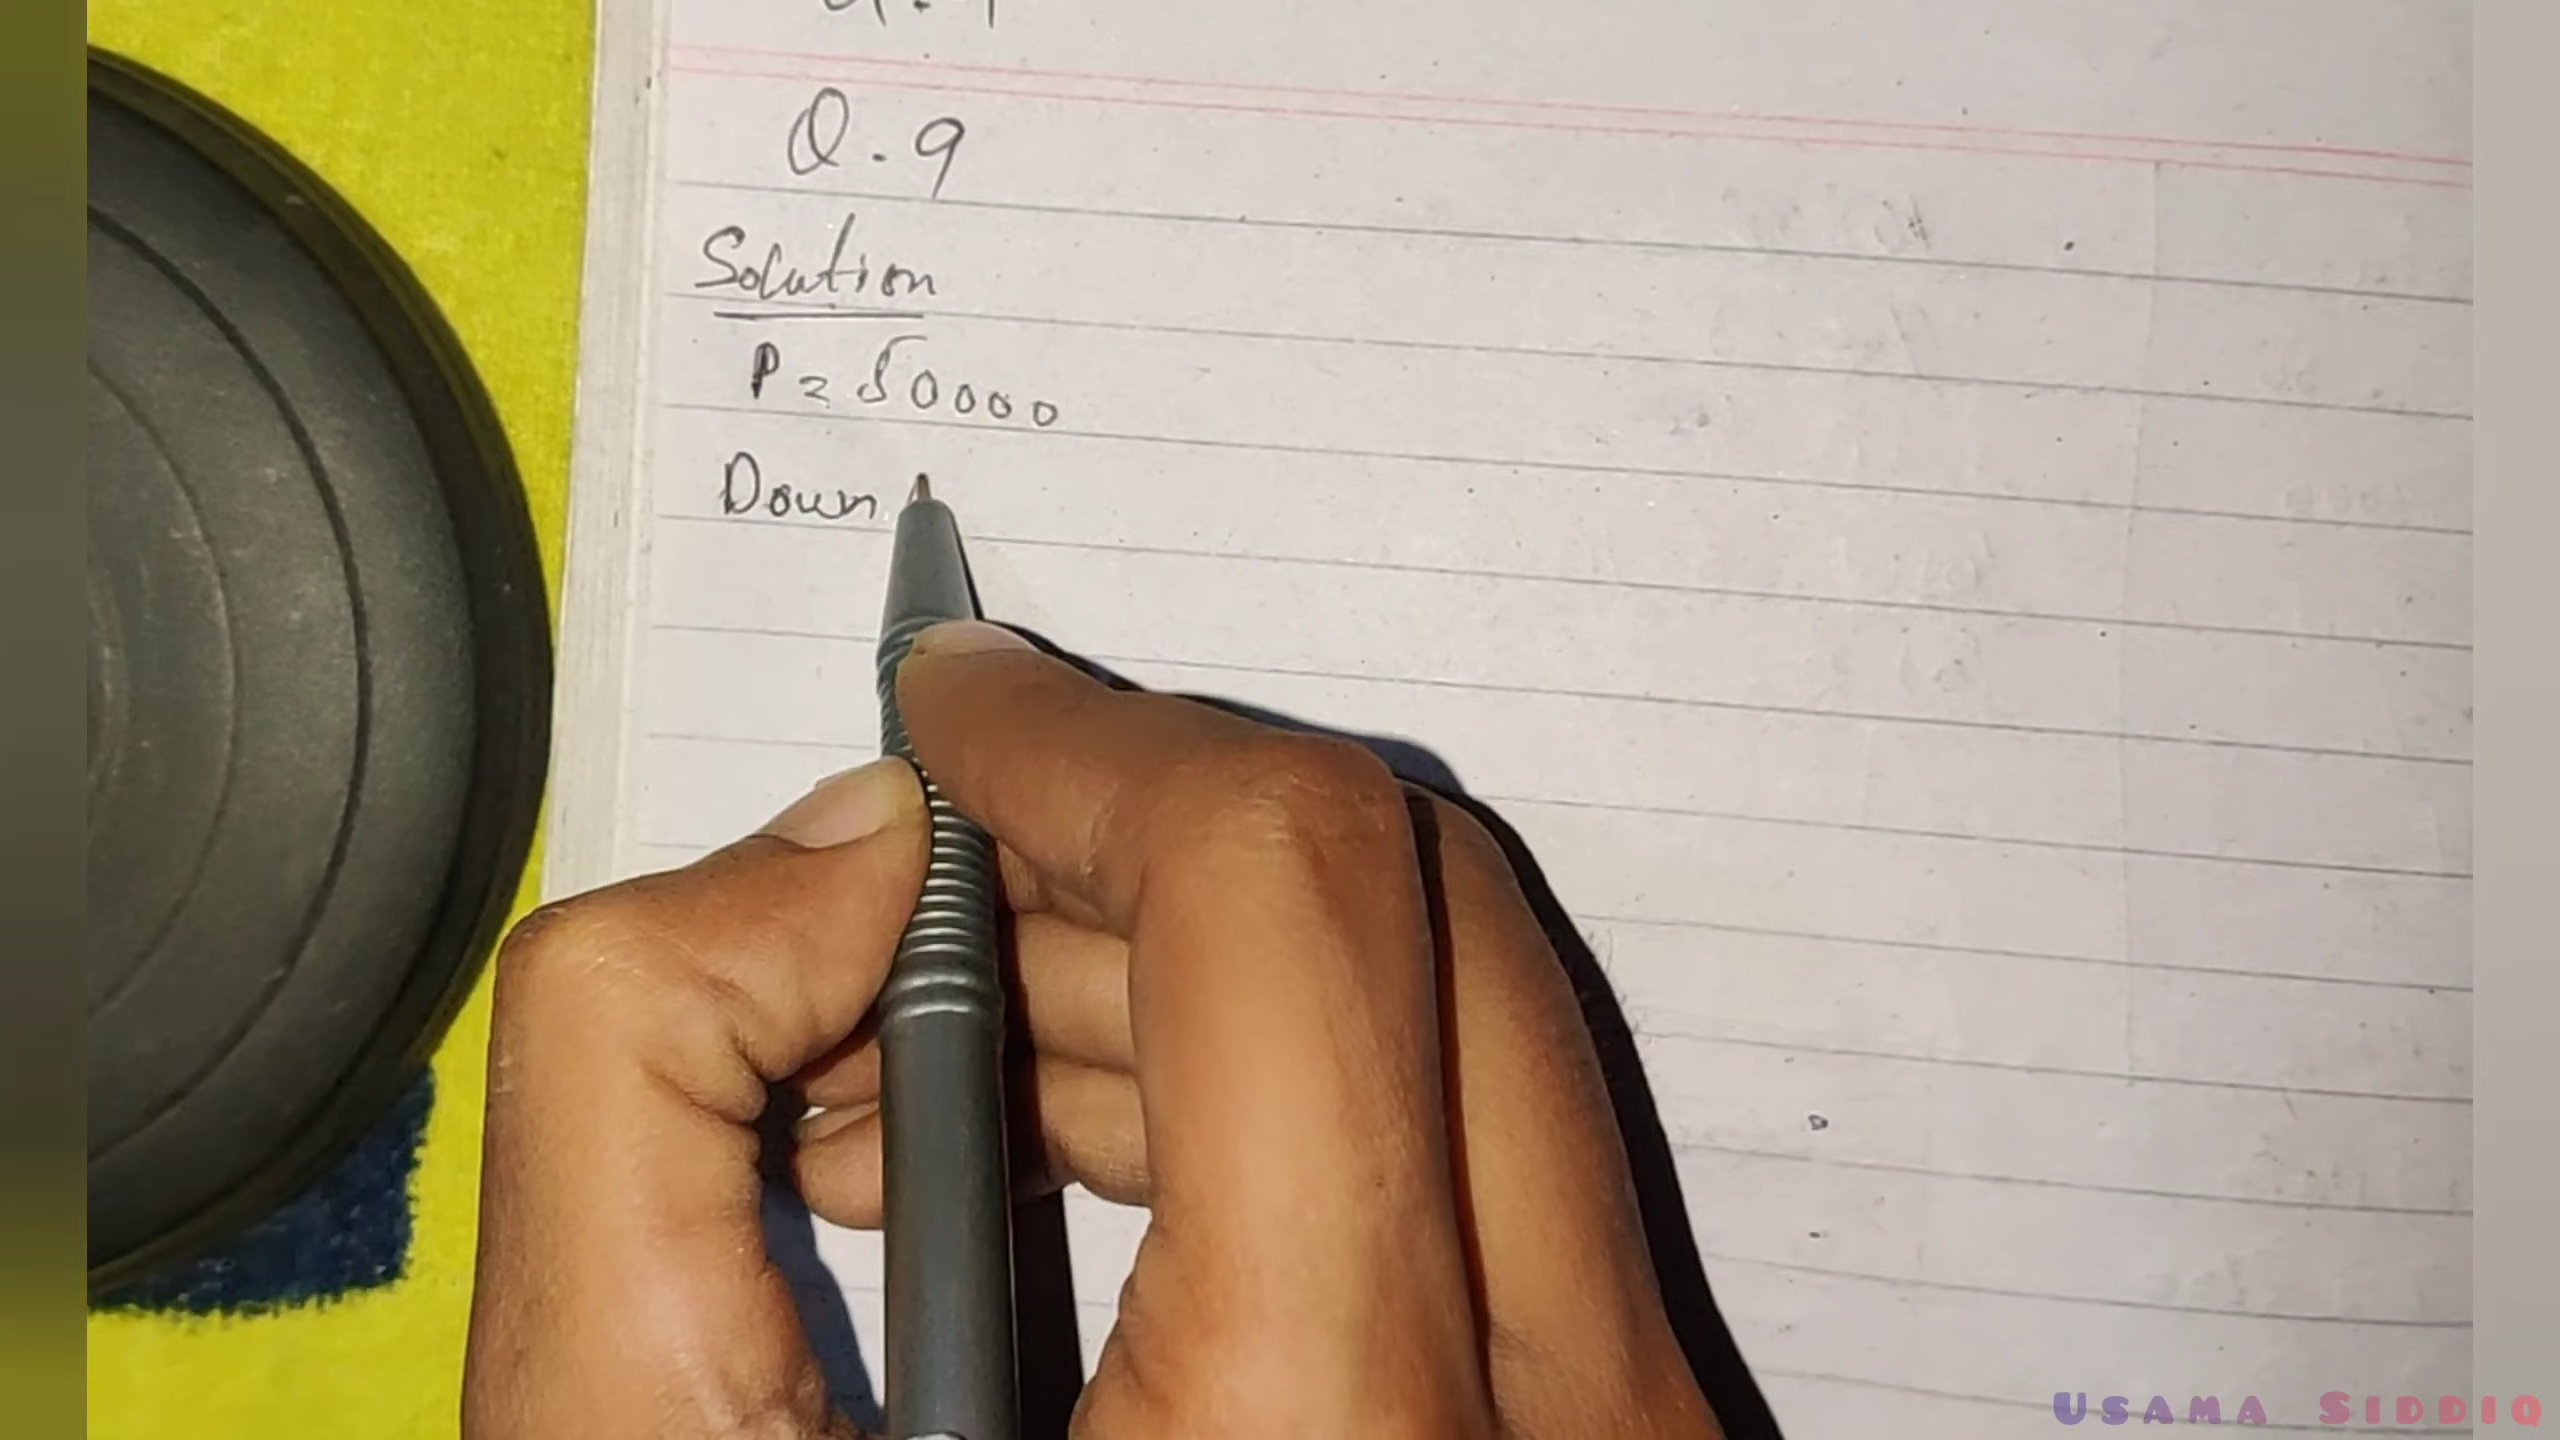 Q.9
Solution
P = 50000
Down
Usama Siddiq